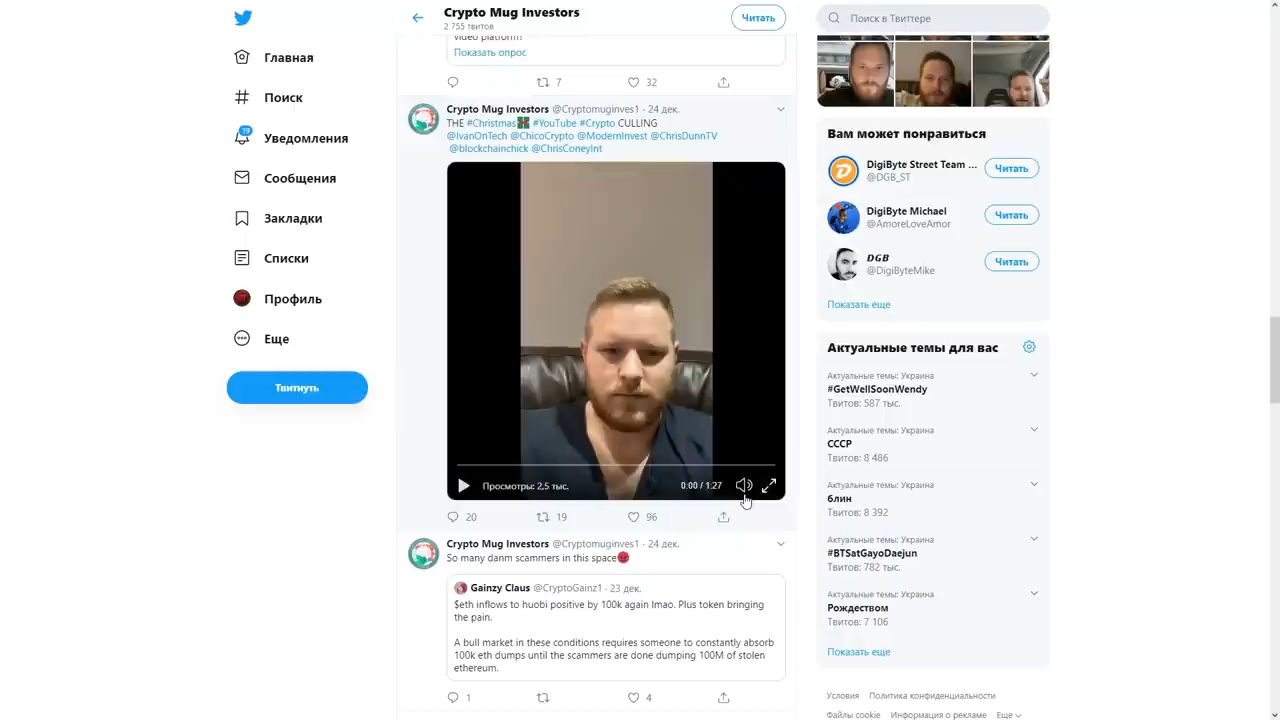 Главная
Поиск
19
Уведомления
Сообщения
Закладки
Списки
Профиль
Еще
Твитнуть
Crypto Mug Investors
2 755 твитов
Читать
video platform?
Показать опрос
7
32
Crypto Mug Investors @Cryptomuginves1 · 24 дек.
THE #Christmas #YouTube #Crypto CULLING
@IvanOnTech @ChicoCrypto @ModernInvest @ChrisDunnTV
@blockchainchick @ChrisConeyInt
Просмотры: 2,5 тыс.
0:00 / 1:27
20
19
96
Crypto Mug Investors @Cryptomuginves1 · 24 дек.
So many danm scammers in this space
Gainzy Claus @CryptoGainz1 · 23 дек.
$eth inflows to huobi positive by 100k again lmao. Plus token bringing
the pain.
A bull market in these conditions requires someone to constantly absorb
100k eth dumps until the scammers are done dumping 100M of stolen
ethereum.
1
4
Поиск в Твиттере
Вам может понравиться
DigiByte Street Team ...
@DGB_ST
Читать
DigiByte Michael
@AmoreLoveAmor
Читать
DGB
@DigiByteMike
Читать
Показать еще
Актуальные темы для вас
Актуальные темы: Украина
#GetWellSoonWendy
Твитов: 587 тыс.
Актуальные темы: Украина
СССР
Твитов: 8 486
Актуальные темы: Украина
блин
Твитов: 8 392
Актуальные темы: Украина
#BTSatGayoDaejun
Твитов: 782 тыс.
Актуальные темы: Украина
Рождеством
Твитов: 7 106
Показать еще
Условия Политика конфиденциальности
Файлы cookie Информация о рекламе Еще